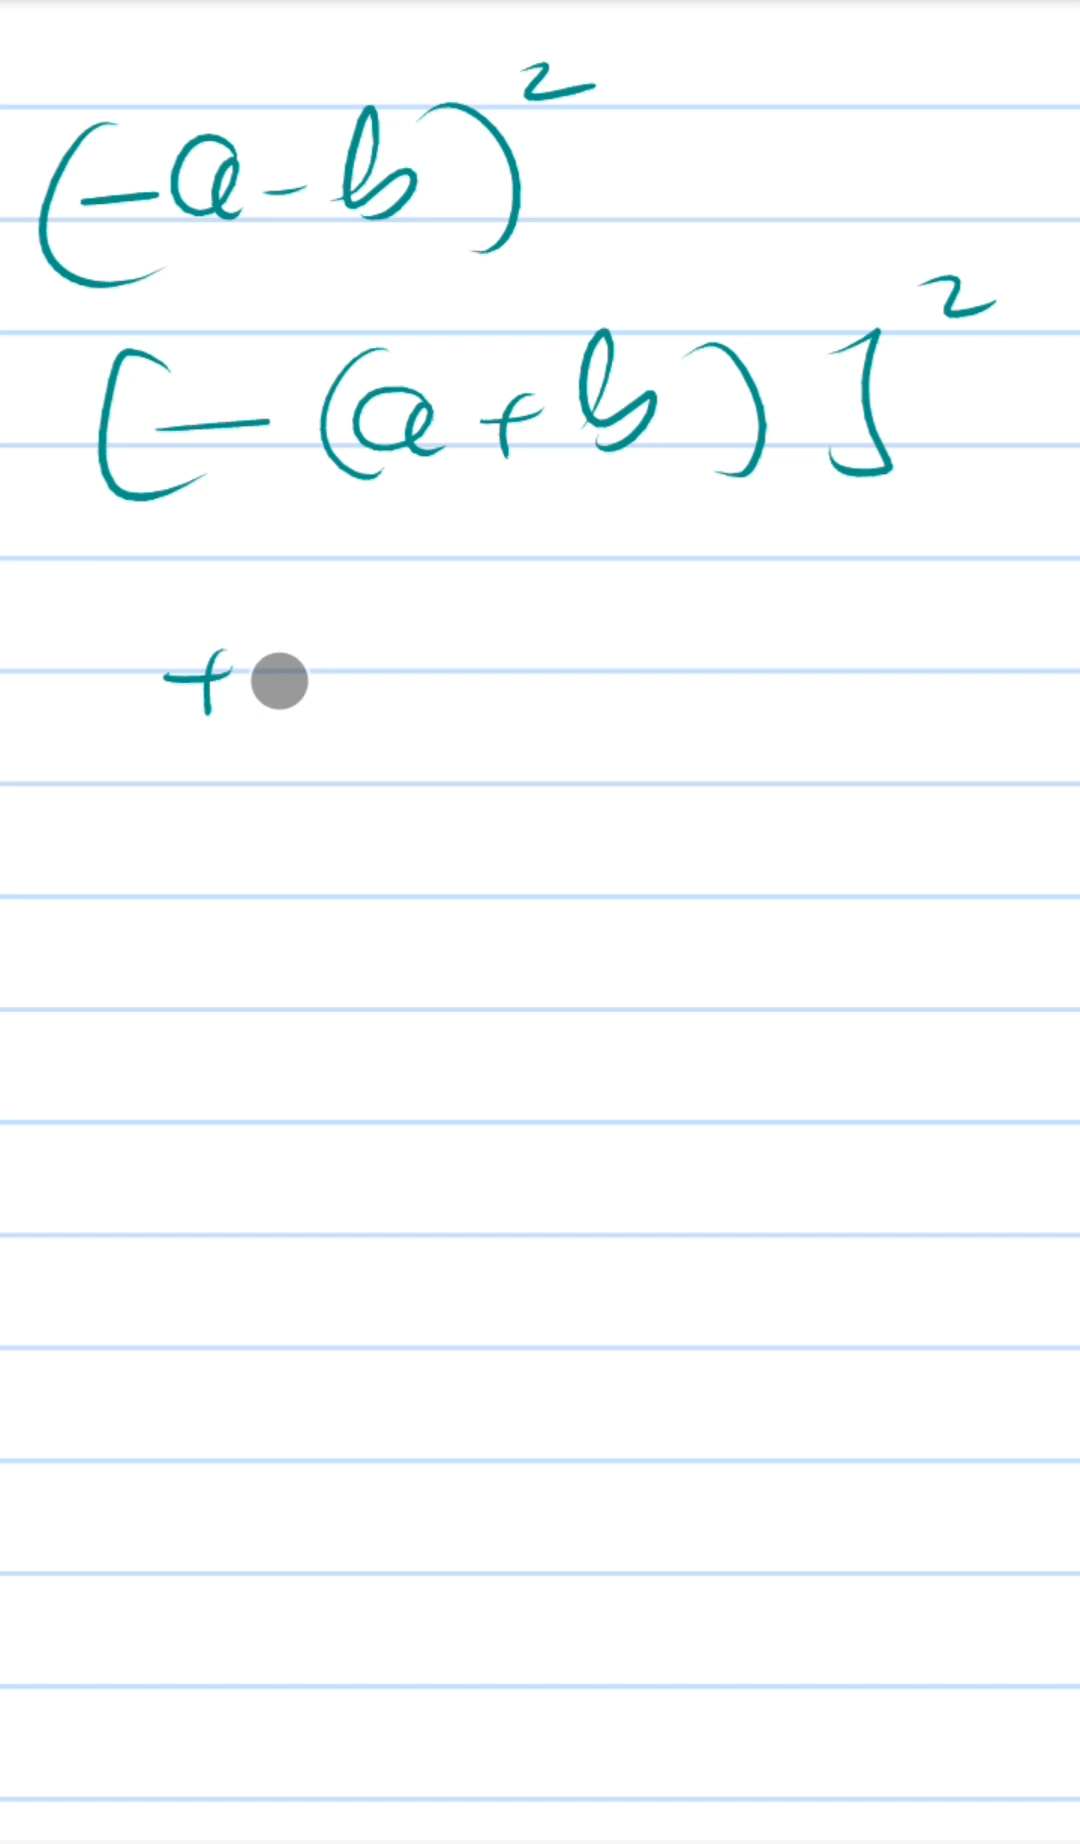 (-a-b)²
[-(a+b)]²
+